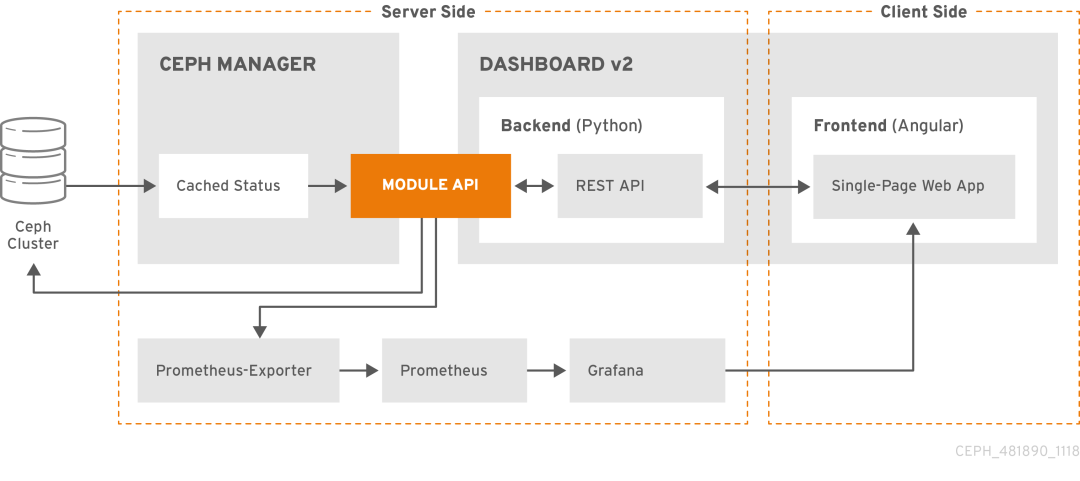 Server Side
Client Side
CEPH MANAGER
DASHBOARD v2
Backend (Python)
Frontend (Angular)
Cached Status
MODULE API
REST API
Single-Page Web App
Ceph
Cluster
Prometheus-Exporter
Prometheus
Grafana
CEPH_481890_1118